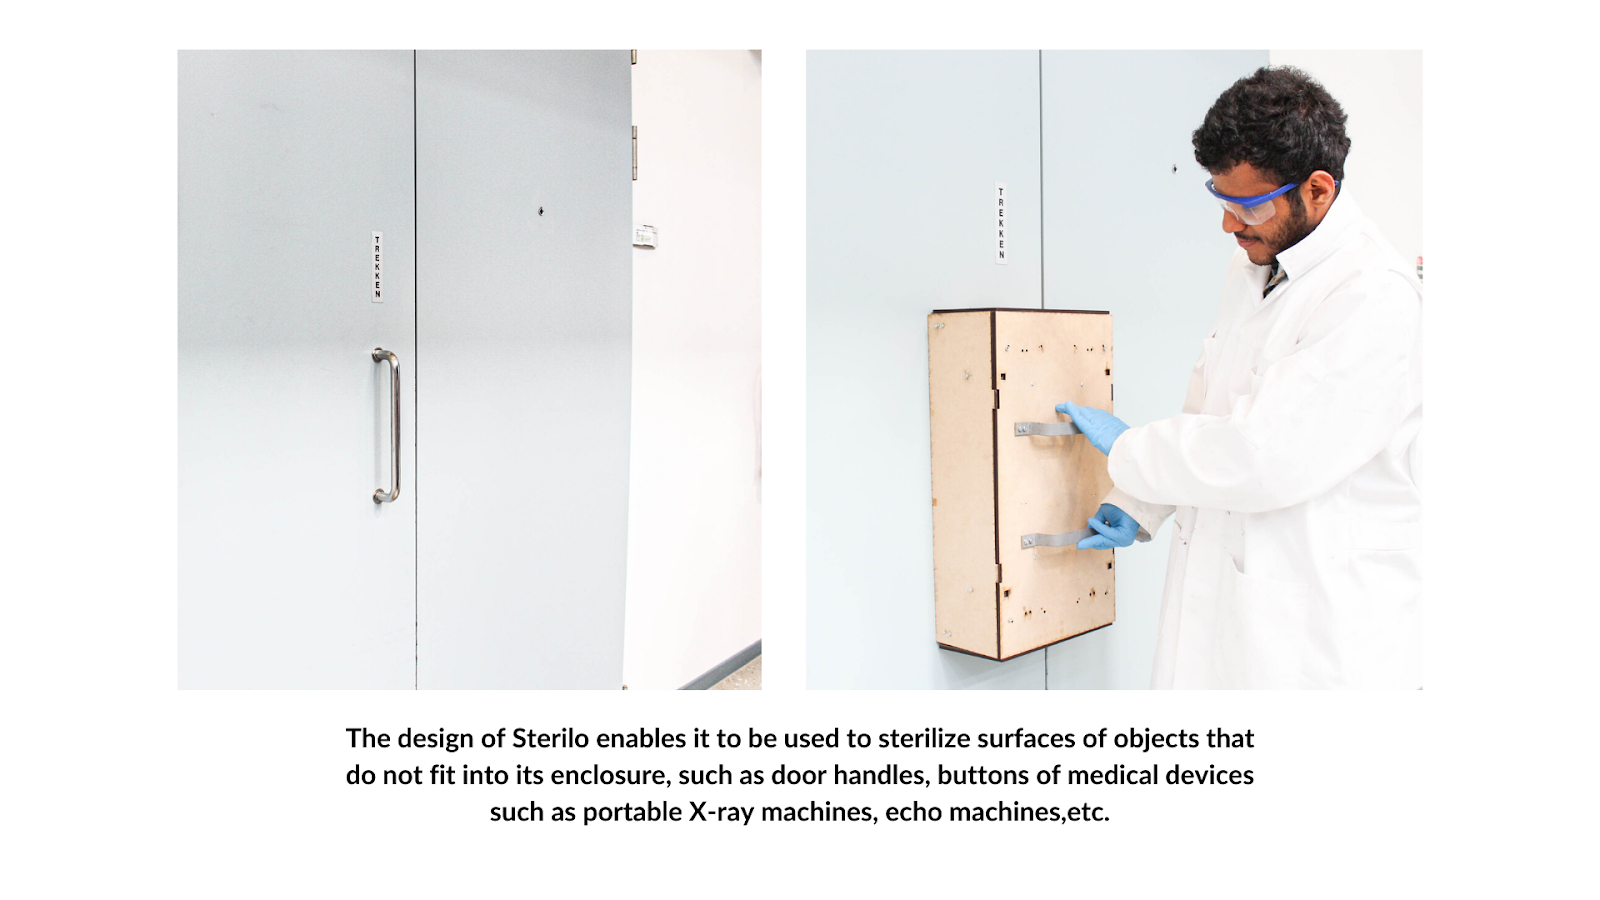 TREKKEN
TREKKEN
The design of Sterilo enables it to be used to sterilize surfaces of objects that
do not fit into its enclosure, such as door handles, buttons of medical devices
such as portable X-ray machines, echo machines,etc.